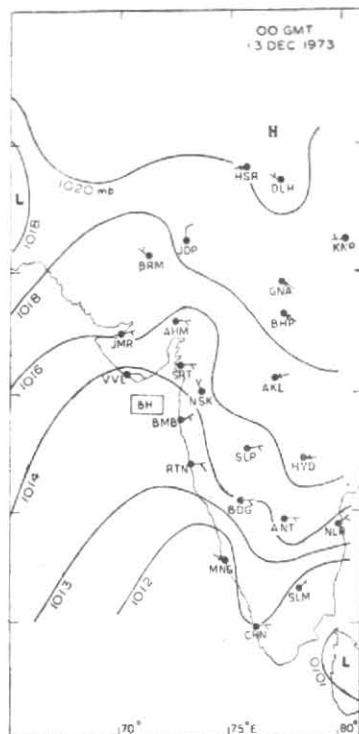 00 GMT
13 DEC 1973
H
1020 mb
HSR
DLH
L
1018
JDP
KNP
BRM
GNA
1018
BHP
AHM
JMR
1016
SRT
VVL
AKL
NSK
BH
BMB
1014
SLP
HYD
RTN
BDG
ANT
NLR
1013
1012
MNG
SLM
CHN
1010
L
70°
75°E
80°